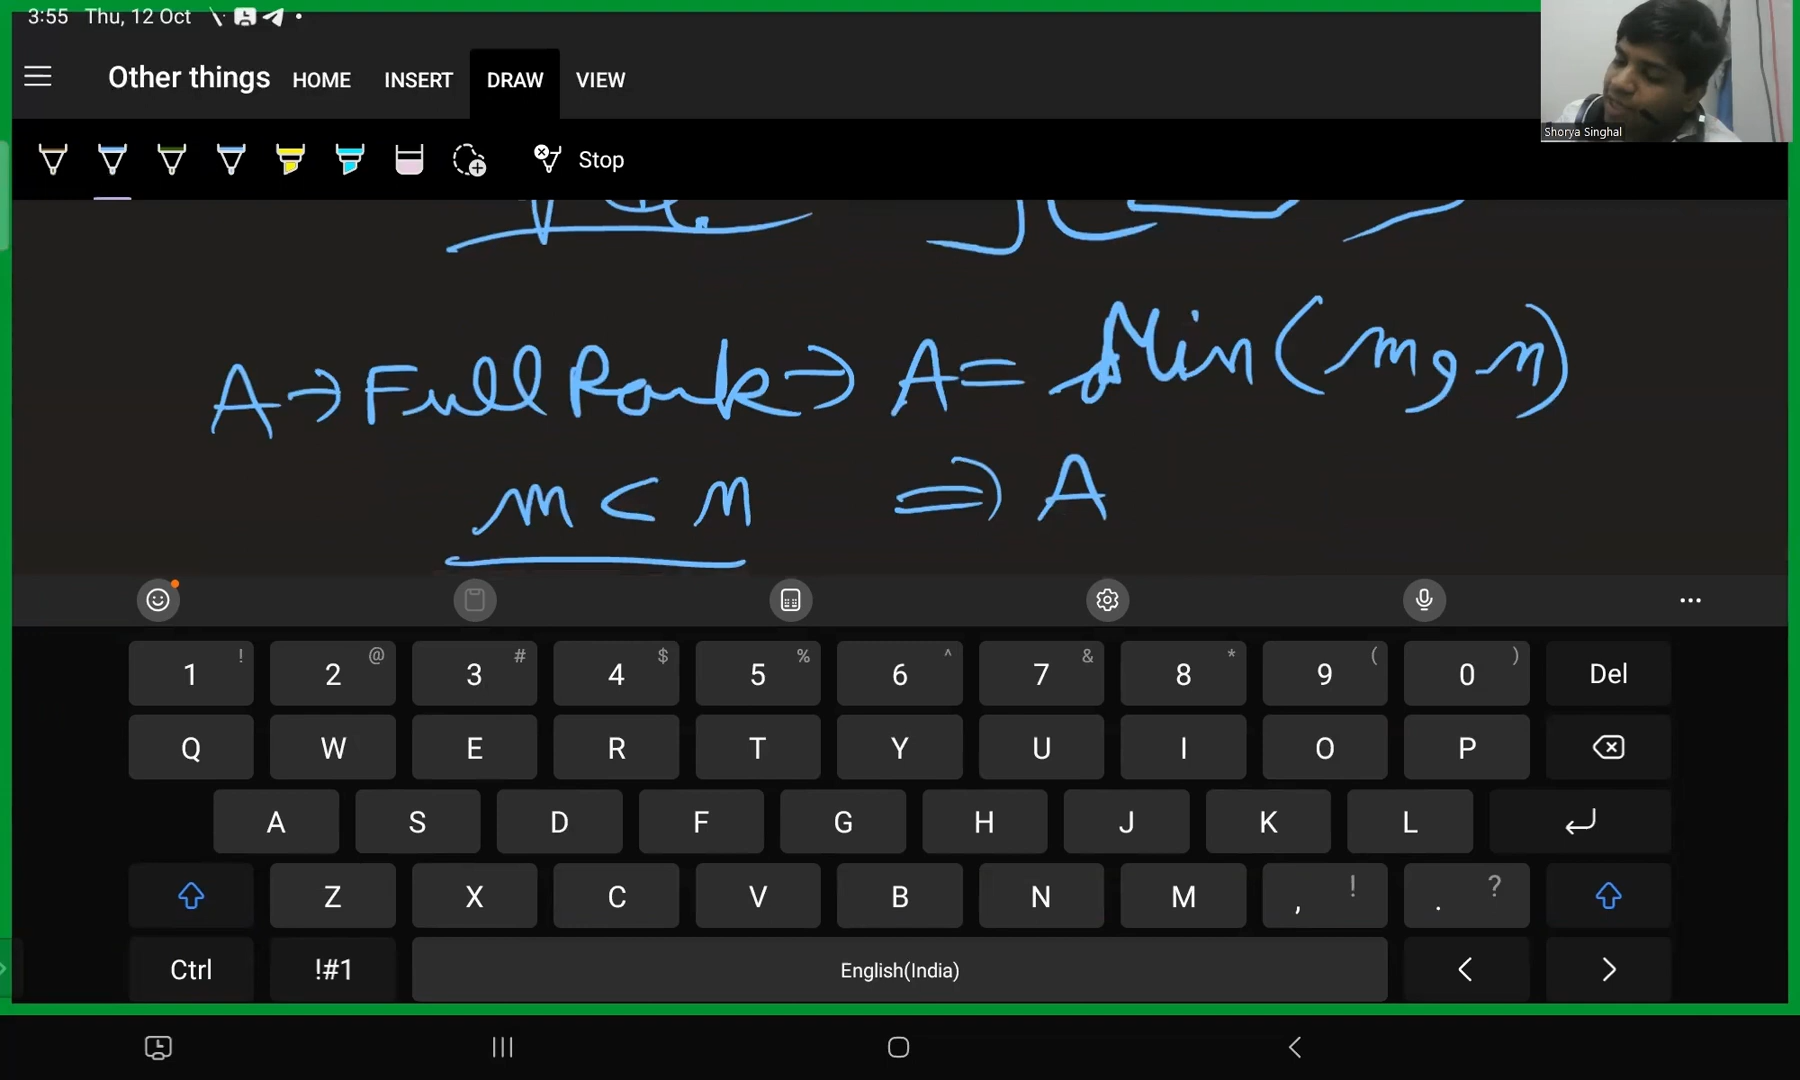 3:55 Thu, 12 Oct
Shorya Singhal
Other things HOME INSERT DRAW VIEW
Stop
A → Full Rank ⇒ A = Min(m, n)
m < n ⇒ A
1 ! 2 @ 3 # 4 $ 5 % 6 ^ 7 & 8 * 9 ( 0 ) Del
Q W E R T Y U I O P
A S D F G H J K L
Z X C V B N M , ! . ?
Ctrl !#1 English(India) < >